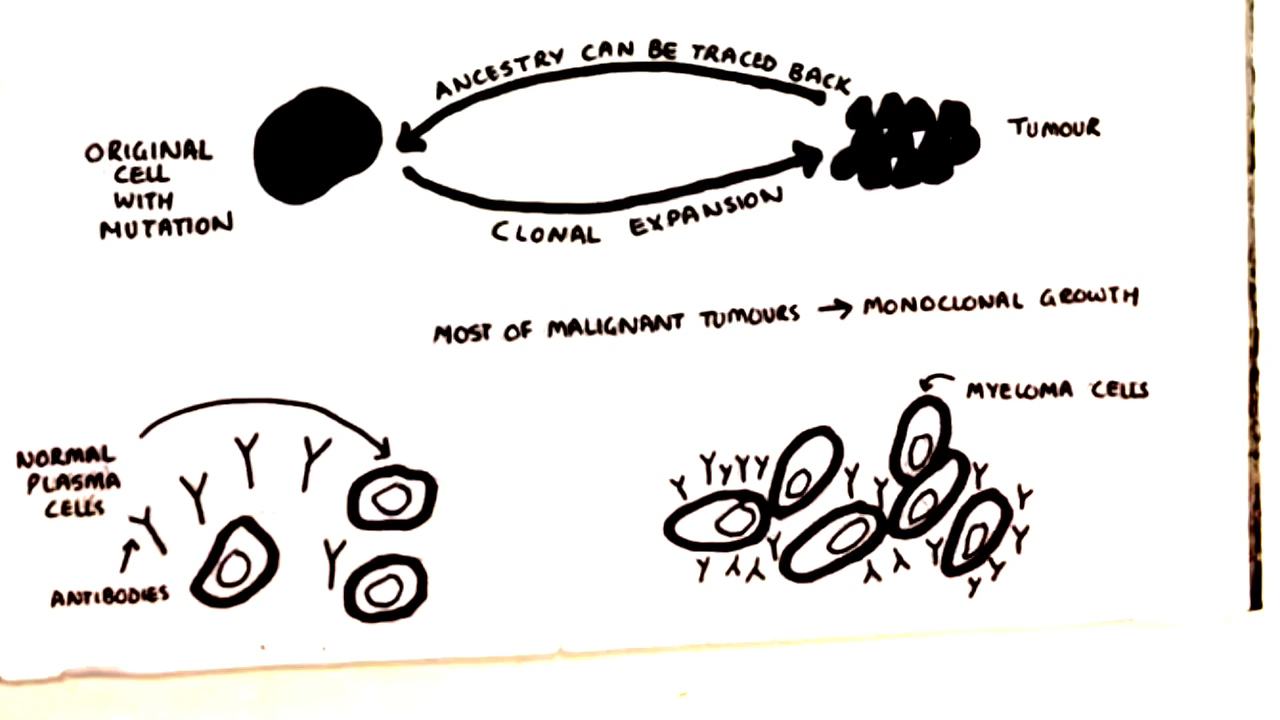 ANCESTRY CAN BE TRACED BACK
ORIGINAL
CELL
WITH
MUTATION
TUMOUR
CLONAL EXPANSION
MOST OF MALIGNANT TUMOURS → MONOCLONAL GROWTH
MYELOMA CELLS
NORMAL
PLASMA
CELLS
ANTIBODIES